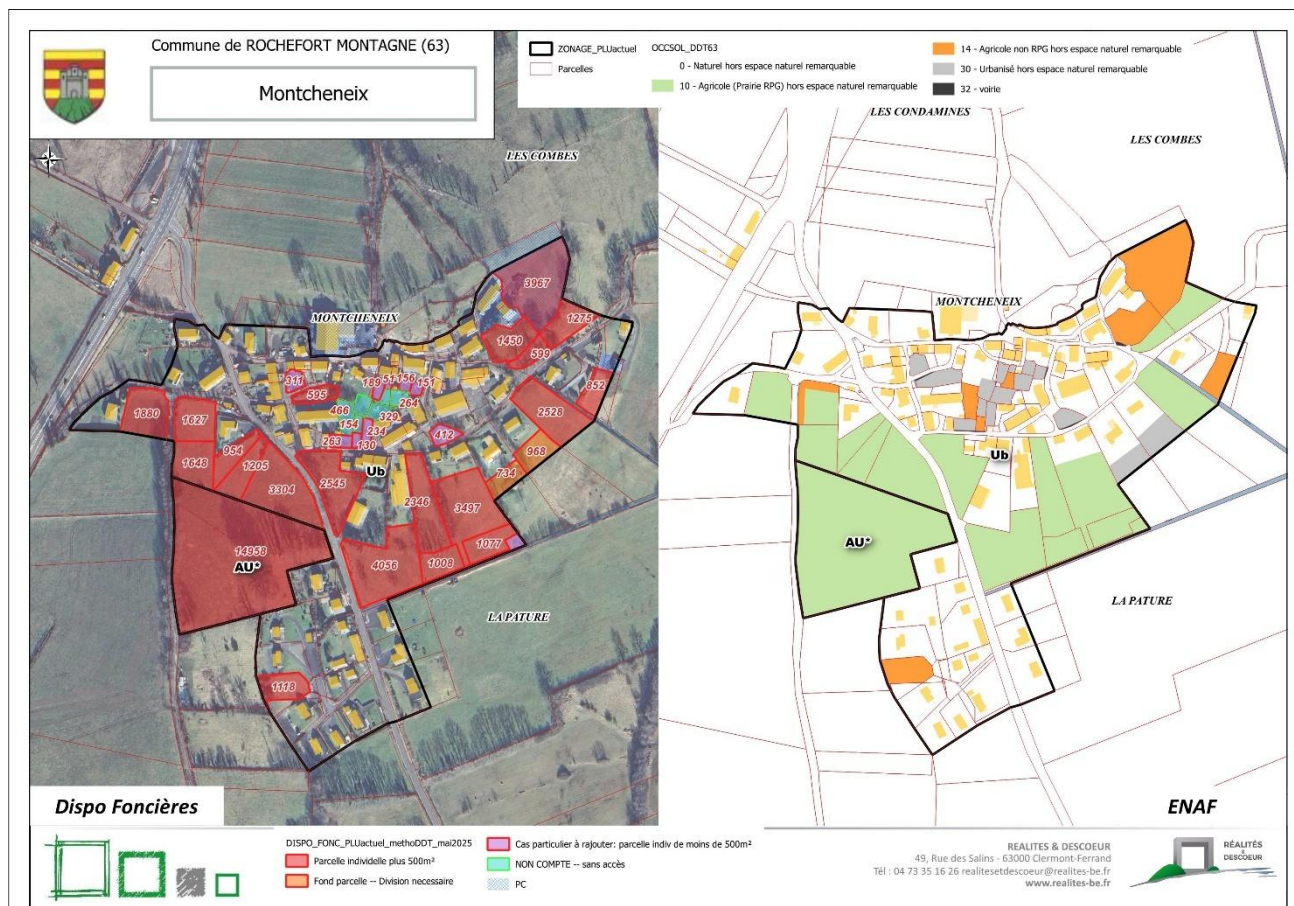 Commune de ROCHEFORT MONTAGNE (63)
Montcheneix
ZONAGE_PLUactuel
Parcelles
OCCSOL_DDT63
0 - Naturel hors espace naturel remarquable
10 - Agricole (Prairie RPG) hors espace naturel remarquable
14 - Agricole non RPG hors espace naturel remarquable
30 - Urbanisé hors espace naturel remarquable
32 - voirie
LES COMBES
MONTCHENEIX
3967
1275
1450
599
852
2528
968
734
311
595
189
51
156
151
264
466
154
329
234
263
130
412
Ub
1880
1627
954
1648
1205
3304
2545
2346
3497
1077
1008
4056
14958
AU*
LA PATURE
1118
Dispo Foncières
LES CONDAMINES
LES COMBES
MONTCHENEIX
Ub
AU*
LA PATURE
ENAF
DISPO_FONC_PLUactuel_methoDDT_mai2025
Parcelle individelle plus 500m²
Fond parcelle -- Division necessaire
Cas particulier à rajouter: parcelle indiv de moins de 500m²
NON COMPTE -- sans accès
PC
REALITES & DESCOEUR
49, Rue des Salins - 63000 Clermont-Ferrand
Tél : 04 73 35 16 26 realitesetdescoeur@realites-be.fr
www.realites-be.fr
RÉALITÉS
&
DESCOEUR